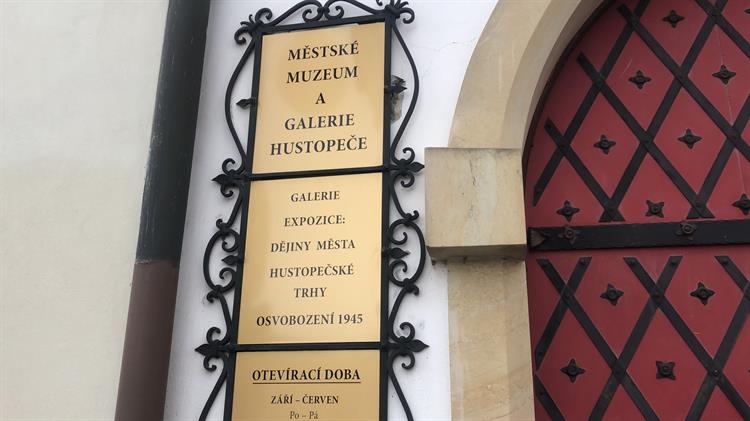 MĚSTSKÉ
MUZEUM
A
GALERIE
HUSTOPEČE
GALERIE
EXPOZICE:
DĚJINY MĚSTA
HUSTOPEČSKÉ
TRHY
OSVOBOZENÍ 1945
OTEVÍRACÍ DOBA
ZÁŘÍ – ČERVEN
Po – Pá